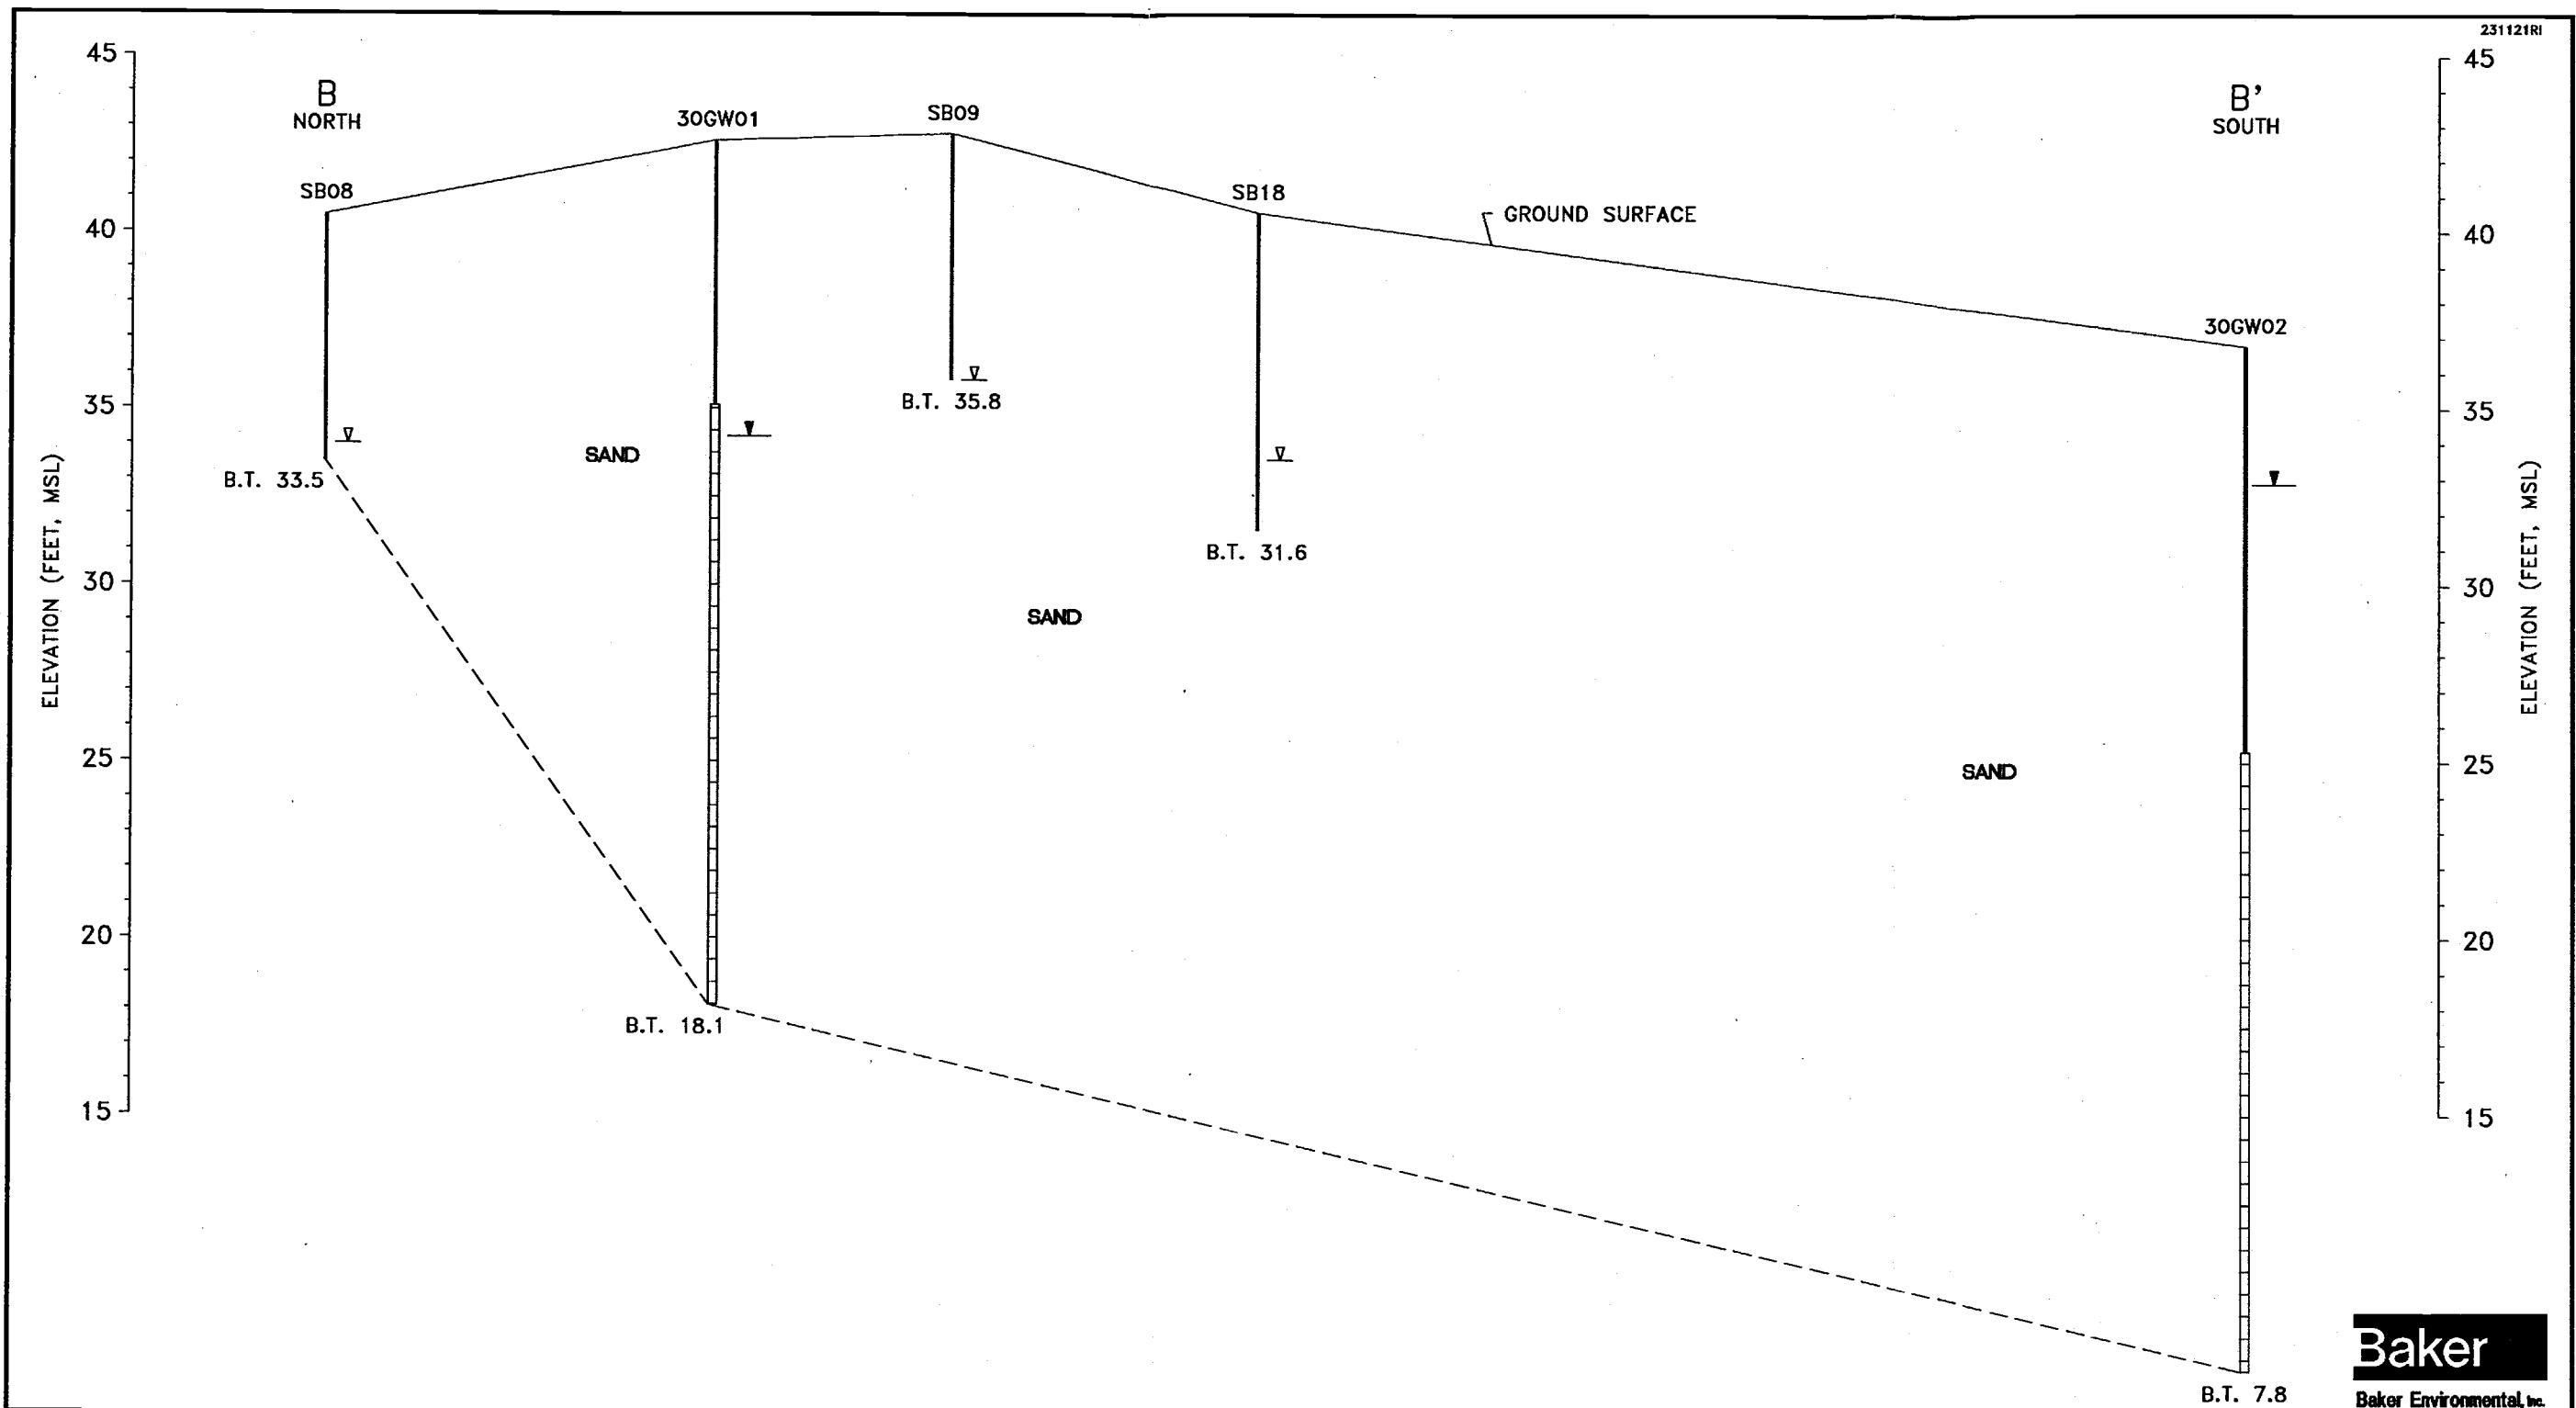 231121RI
45
45
B
NORTH
B'
SOUTH
30GW01
SB09
SB08
SB18
GROUND SURFACE
40
40
30GW02
35
35
B.T. 35.8
SAND
B.T. 33.5
ELEVATION (FEET, MSL)
ELEVATION (FEET, MSL)
B.T. 31.6
30
30
SAND
25
25
SAND
20
20
B.T. 18.1
15
15
Baker
B.T. 7.8
Baker Environmental, Inc.